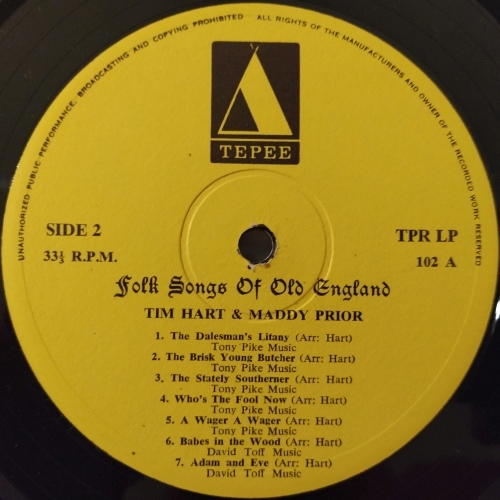 UNAUTHORIZED PUBLIC PERFORMANCE, BROADCASTING AND COPYING PROHIBITED ALL RIGHTS OF THE MANUFACTURERS AND OWNER OF THE RECORDED WORK RESERVED
TEPEE
SIDE 2
33⅓ R.P.M.
TPR LP
102 A
Folk Songs Of Old England
TIM HART & MADDY PRIOR
1. The Dalesman's Litany (Arr: Hart)
Tony Pike Music
2. The Brisk Young Butcher (Arr: Hart)
Tony Pike Music
3. The Stately Southerner (Arr: Hart)
Tony Pike Music
4. Who's The Fool Now (Arr: Hart)
Tony Pike Music
5. A Wager A Wager (Arr: Hart)
Tony Pike Music
6. Babes in the Wood (Arr: Hart)
David Toff Music
7. Adam and Eve (Arr: Hart)
David Toff Music